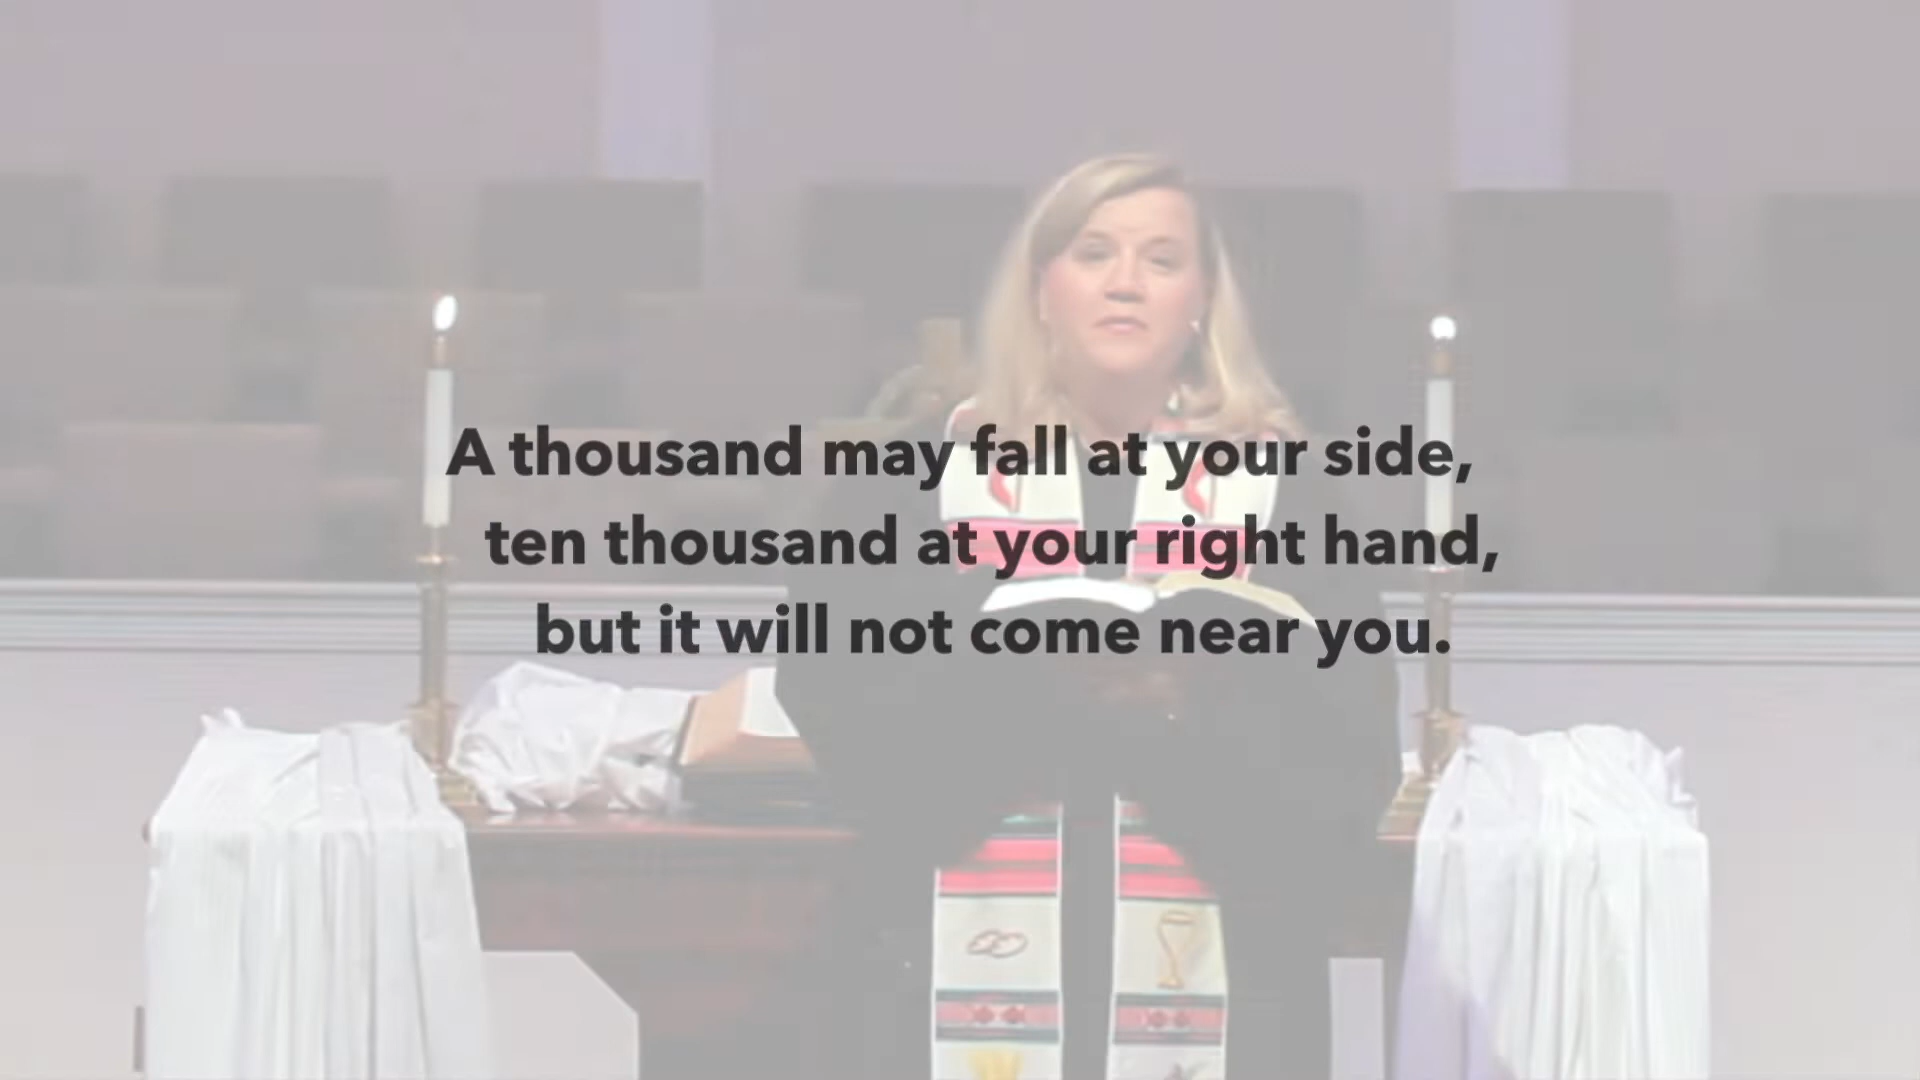 A thousand may fall at your side,
ten thousand at your right hand,
but it will not come near you.